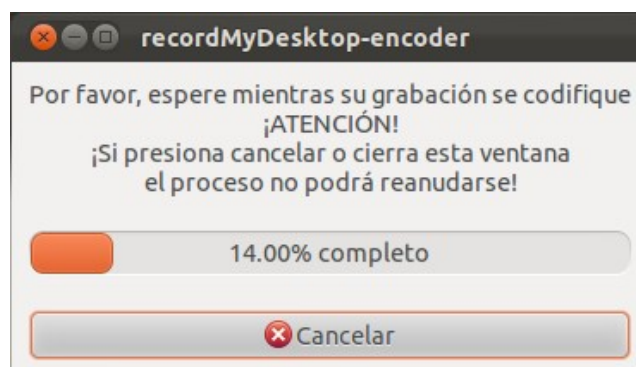 recordMyDesktop-encoder
Por favor, espere mientras su grabación se codifique
¡ATENCIÓN!
¡Si presiona cancelar o cierra esta ventana
el proceso no podrá reanudarse!
14.00% completo
Cancelar